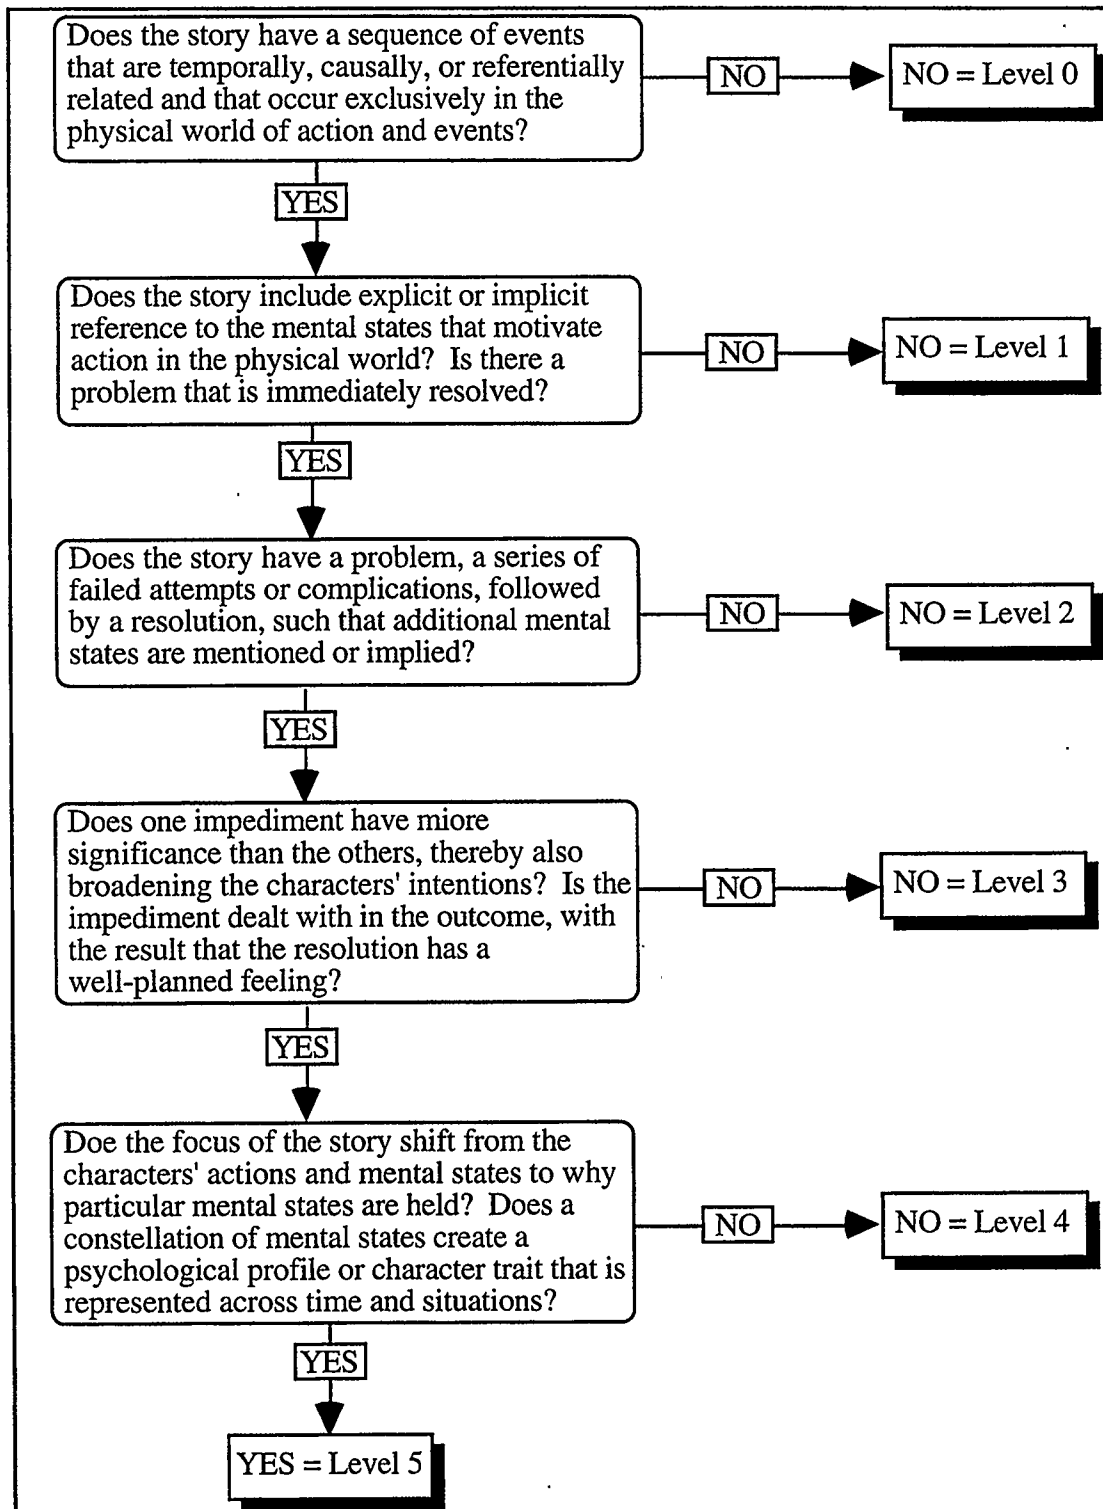 Does the story have a sequence of events
that are temporally, causally, or referentially
related and that occur exclusively in the
physical world of action and events?
NO
NO = Level 0
YES
Does the story include explicit or implicit
reference to the mental states that motivate
action in the physical world? Is there a
problem that is immediately resolved?
NO
NO = Level 1
YES
Does the story have a problem, a series of
failed attempts or complications, followed
by a resolution, such that additional mental
states are mentioned or implied?
NO
NO = Level 2
YES
Does one impediment have miore
significance than the others, thereby also
broadening the characters' intentions? Is the
impediment dealt with in the outcome, with
the result that the resolution has a
well-planned feeling?
NO
NO = Level 3
YES
Doe the focus of the story shift from the
characters' actions and mental states to why
particular mental states are held? Does a
constellation of mental states create a
psychological profile or character trait that is
represented across time and situations?
NO
NO = Level 4
YES
YES = Level 5